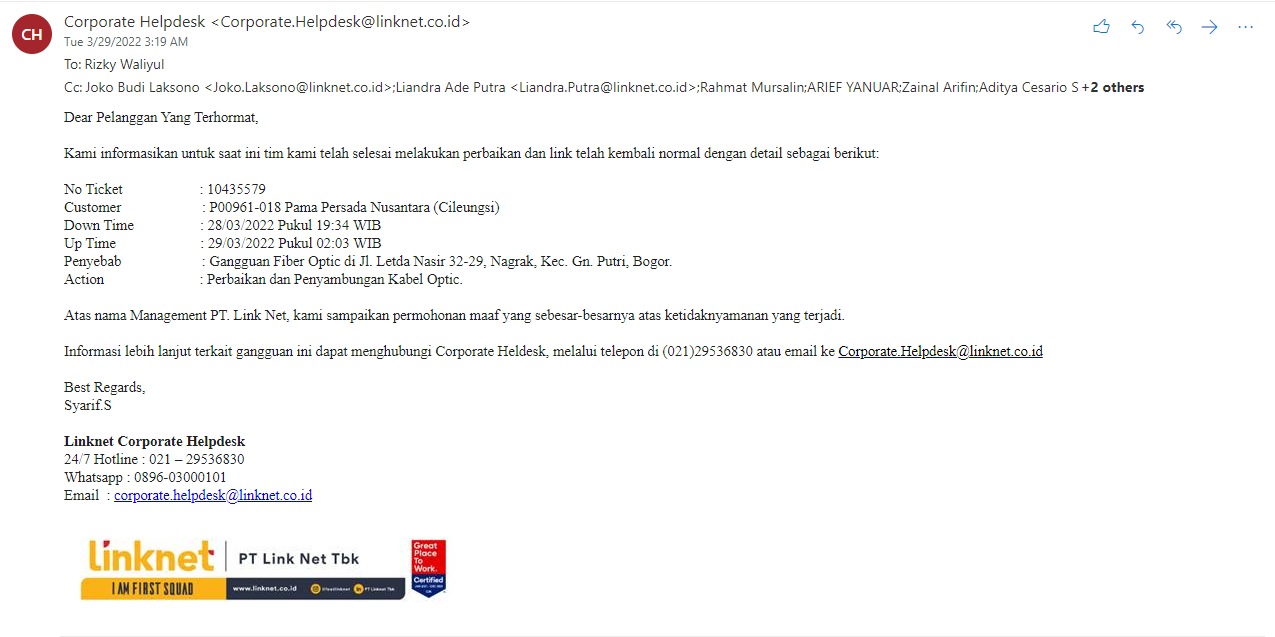 CH
Corporate Helpdesk <Corporate.Helpdesk@linknet.co.id>
Tue 3/29/2022 3:19 AM
To: Rizky Waliyul
Cc: Joko Budi Laksono <Joko.Laksono@linknet.co.id>;Liandra Ade Putra <Liandra.Putra@linknet.co.id>;Rahmat Mursalin;ARIEF YANUAR;Zainal Arifin;Aditya Cesario S +2 others
Dear Pelanggan Yang Terhormat,
Kami informasikan untuk saat ini tim kami telah selesai melakukan perbaikan dan link telah kembali normal dengan detail sebagai berikut:
No Ticket : 10435579
Customer : P00961-018 Pama Persada Nusantara (Cileungsi)
Down Time : 28/03/2022 Pukul 19:34 WIB
Up Time : 29/03/2022 Pukul 02:03 WIB
Penyebab : Gangguan Fiber Optic di Jl. Letda Nasir 32-29, Nagrak, Kec. Gn. Putri, Bogor.
Action : Perbaikan dan Penyambungan Kabel Optic.
Atas nama Management PT. Link Net, kami sampaikan permohonan maaf yang sebesar-besarnya atas ketidaknyamanan yang terjadi.
Informasi lebih lanjut terkait gangguan ini dapat menghubungi Corporate Heldesk, melalui telepon di (021)29536830 atau email ke Corporate.Helpdesk@linknet.co.id
Best Regards,
Syarif.S
Linknet Corporate Helpdesk
24/7 Hotline : 021 – 29536830
Whatsapp : 0896-03000101
Email : corporate.helpdesk@linknet.co.id
linknet
PT Link Net Tbk
I AM FIRST SQUAD
www.linknet.co.id
PT Linknet Tbk
Great
Place
To
Work.
Certified